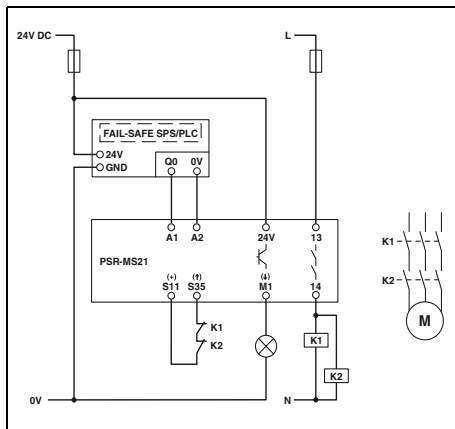 24V DC
L
FAIL-SAFE SPS/PLC
24V
GND
Q0
0V
A1
A2
24V
13
PSR-MS21
(+)
(↑)
(↓)
S11
S35
M1
14
K1
K2
K1
K2
K1
K2
M
0V
N